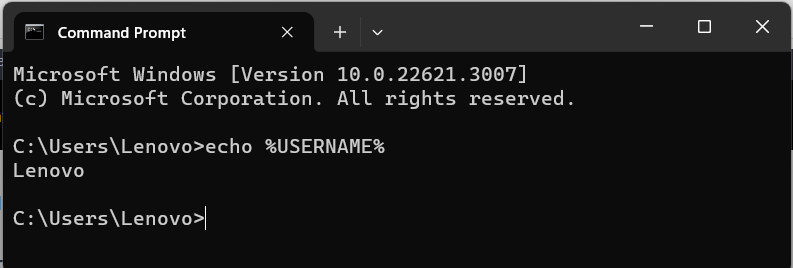 Command Prompt
Microsoft Windows [Version 10.0.22621.3007]
(c) Microsoft Corporation. All rights reserved.
C:\Users\Lenovo>echo %USERNAME%
Lenovo
C:\Users\Lenovo>